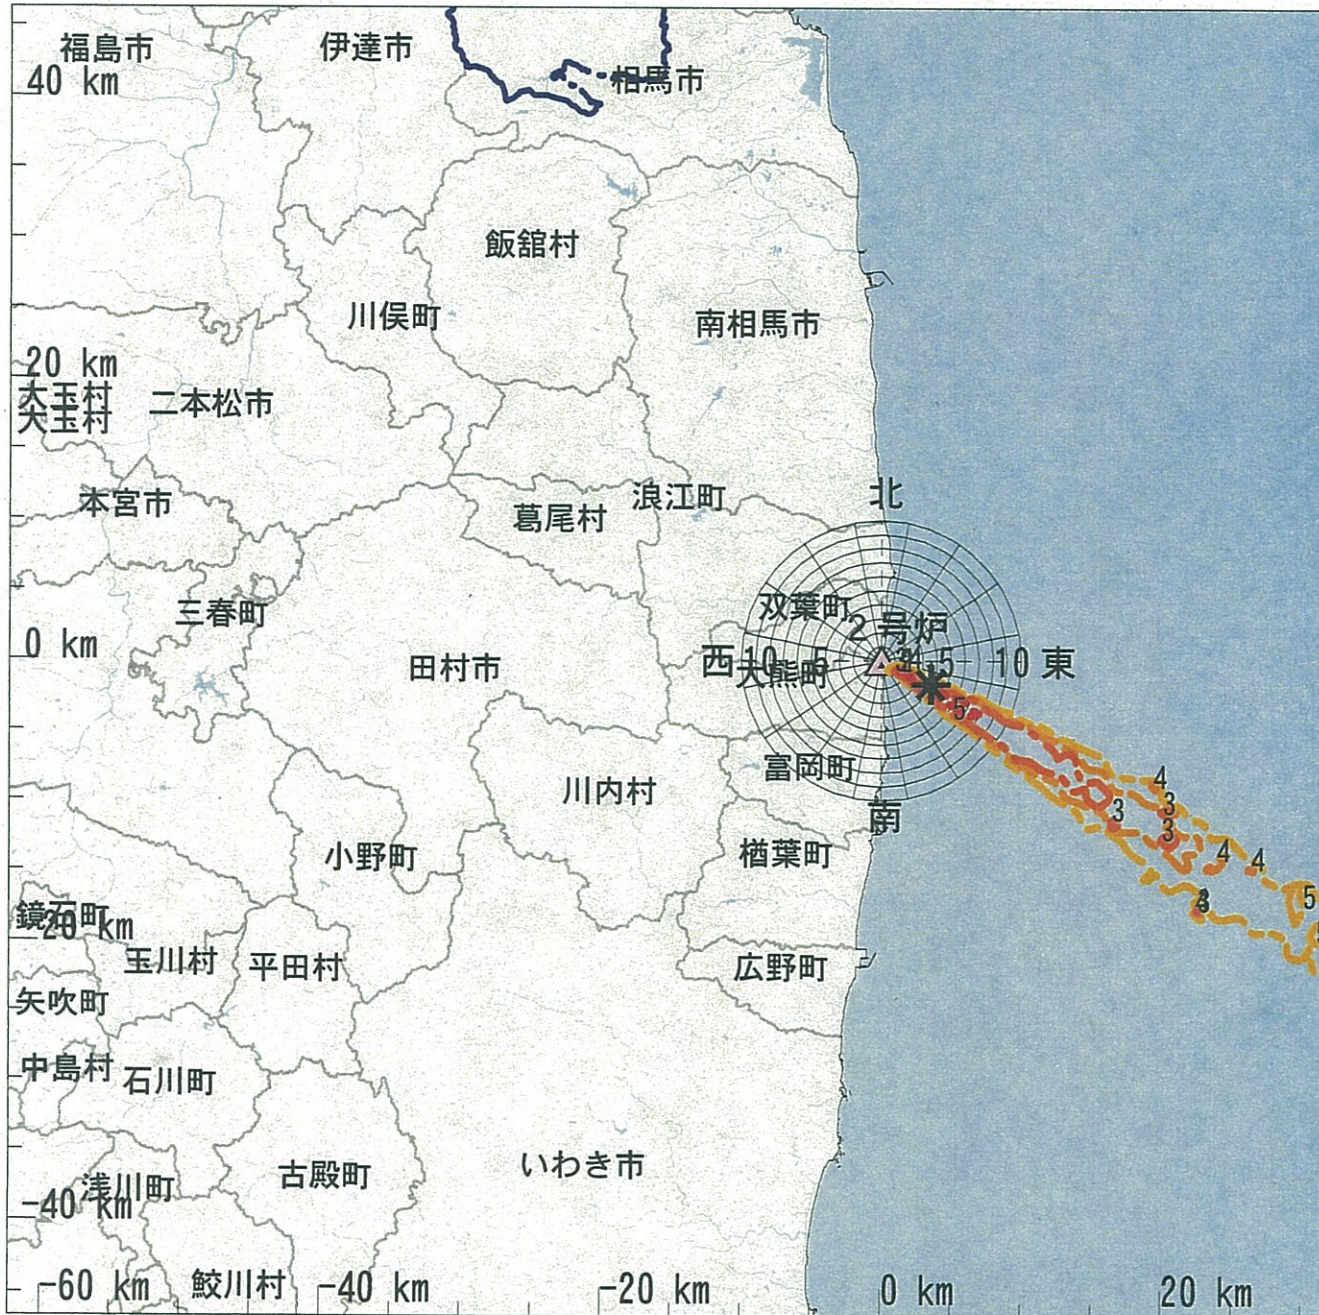 福島市
伊達市
40 km
相馬市
飯舘村
川俣町
南相馬市
20 km
大玉村
大玉村
二本松市
本宮市
葛尾村
浪江町
北
三春町
双葉町
2号炉
0 km
田村市
西
10
5
大熊町
5
10
東
5
川内村
富岡町
4
3
3
3
南
小野町
楢葉町
4
4
5
鏡石町
-20 km
玉川村
平田村
広野町
矢吹町
中島村
石川町
浅川町
古殿町
いわき市
-40 km
-60 km
鮫川村
-40 km
-20 km
0 km
20 km